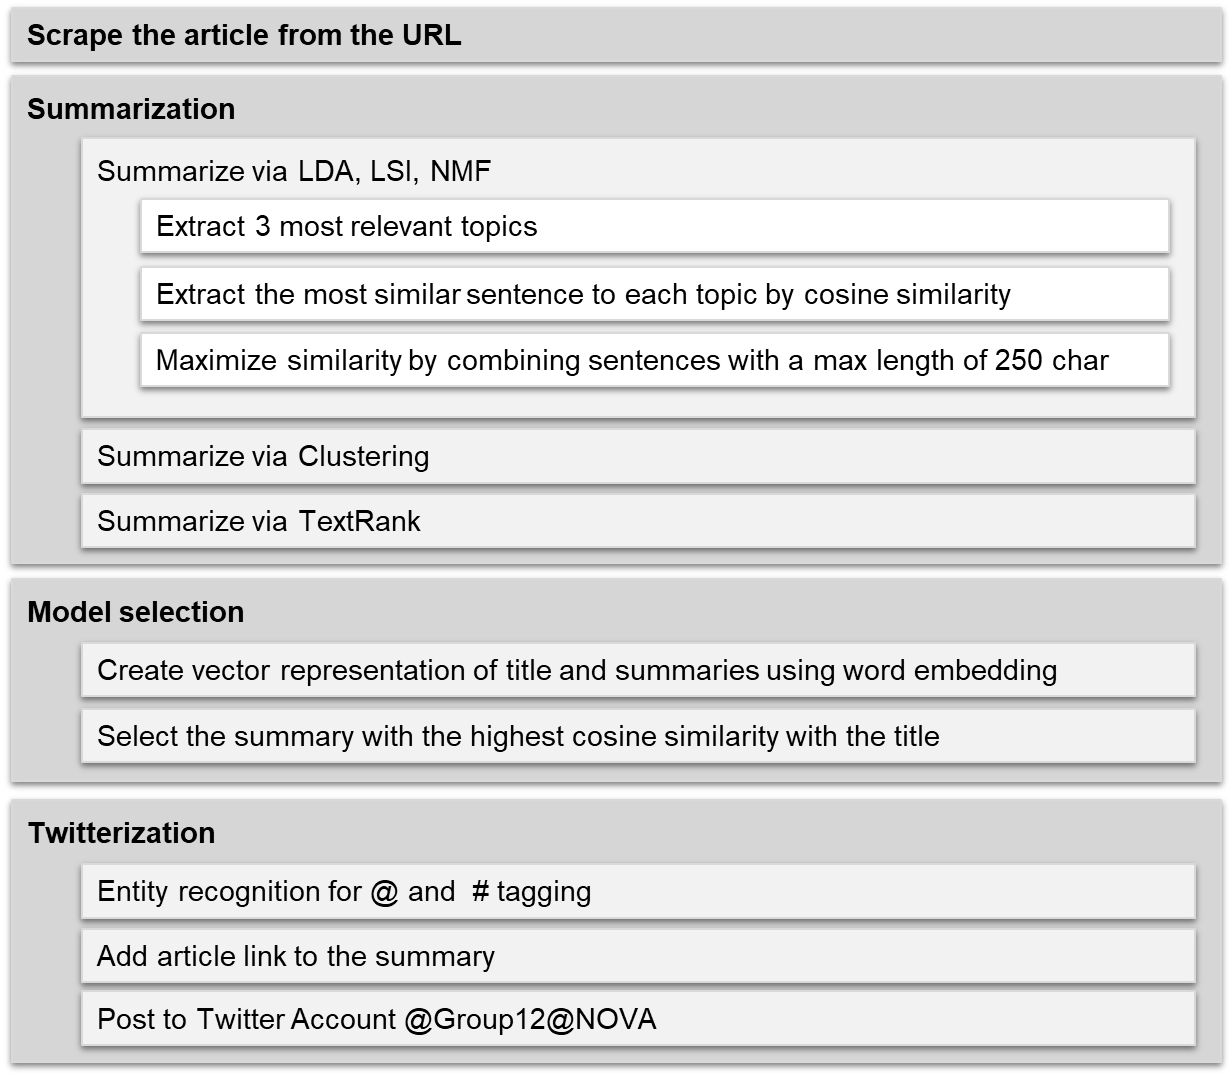 Scrape the article from the URL
Summarization
Summarize via LDA, LSI, NMF
Extract 3 most relevant topics
Extract the most similar sentence to each topic by cosine similarity
Maximize similarity by combining sentences with a max length of 250 char
Summarize via Clustering
Summarize via TextRank
Model selection
Create vector representation of title and summaries using word embedding
Select the summary with the highest cosine similarity with the title
Twitterization
Entity recognition for @ and # tagging
Add article link to the summary
Post to Twitter Account @Group12@NOVA